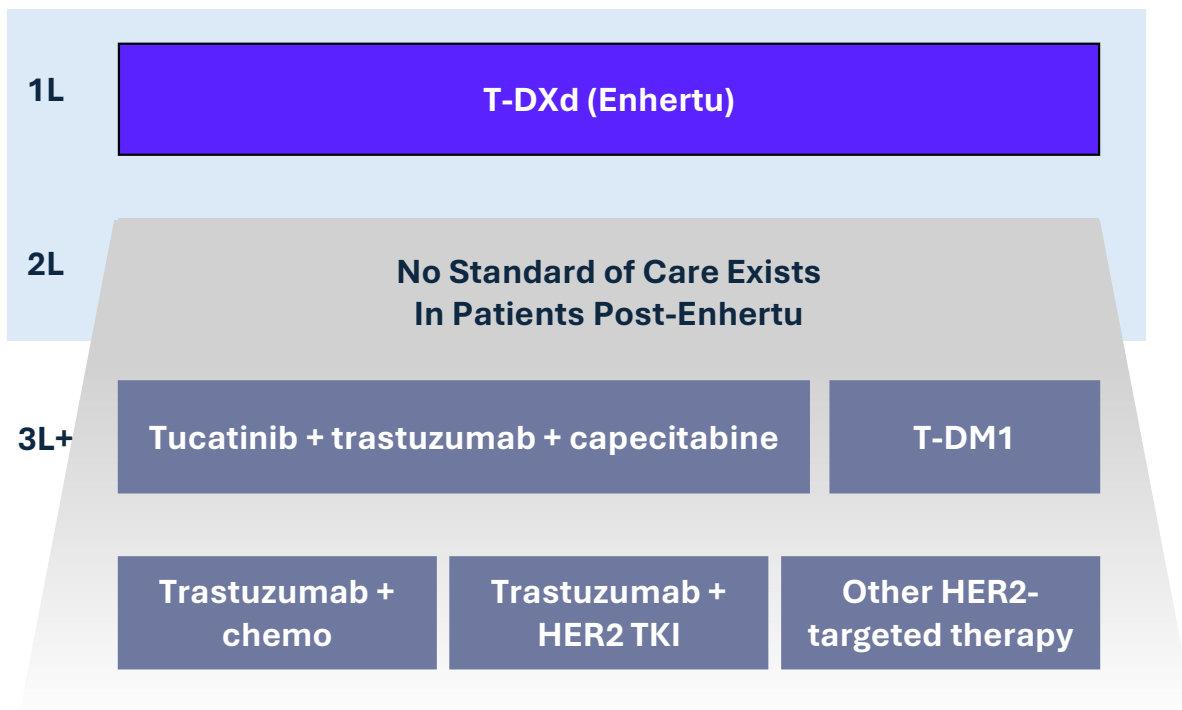 1L
T-DXd (Enhertu)
2L
No Standard of Care Exists
In Patients Post-Enhertu
3L+
Tucatinib + trastuzumab + capecitabine
T-DM1
Trastuzumab +
chemo
Trastuzumab +
HER2 TKI
Other HER2-
targeted therapy